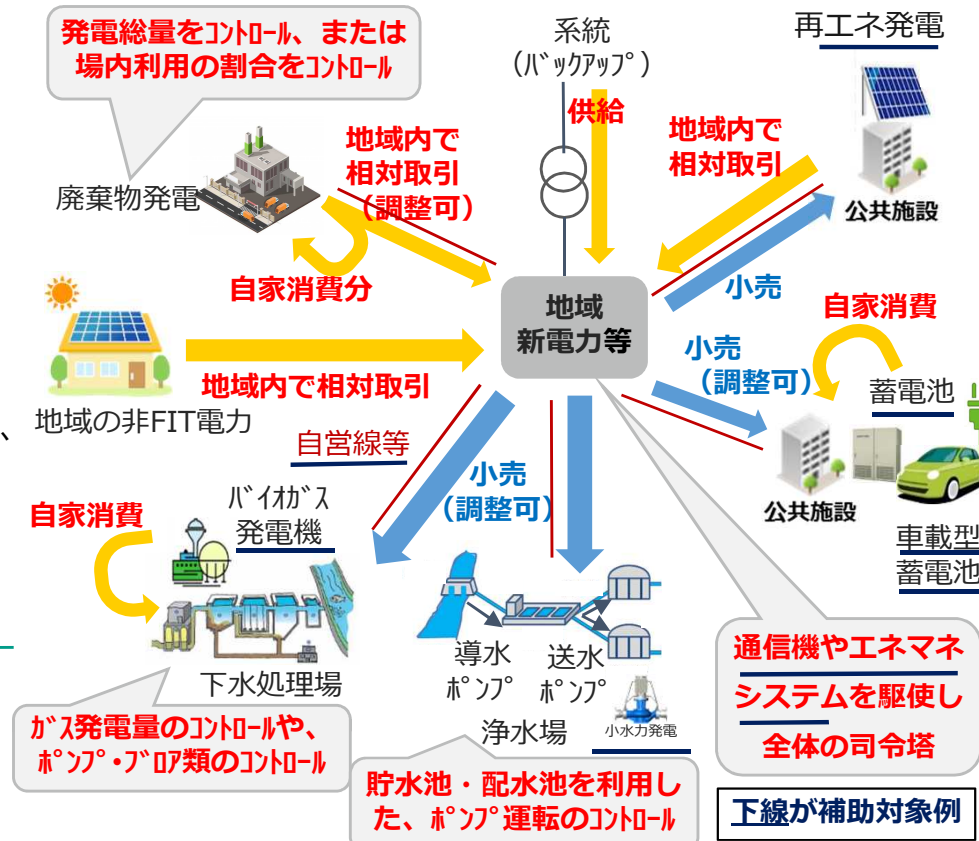 発電総量をｺﾝﾄﾛｰﾙ、または
場内利用の割合をｺﾝﾄﾛｰﾙ
系統
（ﾊﾞｯｸｱｯﾌﾟ）
供給
再エネ発電
地域内で
相対取引
（調整可）
廃棄物発電
自家消費分
地域内で
相対取引
公共施設
小売
地域
新電力等
地域内で相対取引
地域の非FIT電力
、
小売
（調整可）
自家消費
蓄電池
公共施設
車載型
蓄電池
自営線等
小売
（調整可）
自家消費
ﾊﾞｲｵｶﾞｽ
発電機
下水処理場
導水
ﾎﾟﾝﾌﾟ
送水
ﾎﾟﾝﾌﾟ
浄水場
小水力発電
ｶﾞｽ発電量のｺﾝﾄﾛｰﾙや、
ﾎﾟﾝﾌﾟ・ﾌﾞﾛｱ類のｺﾝﾄﾛｰﾙ
貯水池・配水池を利用し
た、ﾎﾟﾝﾌﾟ運転のｺﾝﾄﾛｰﾙ
通信機やエネマネ
システムを駆使し
全体の司令塔
下線が補助対象例